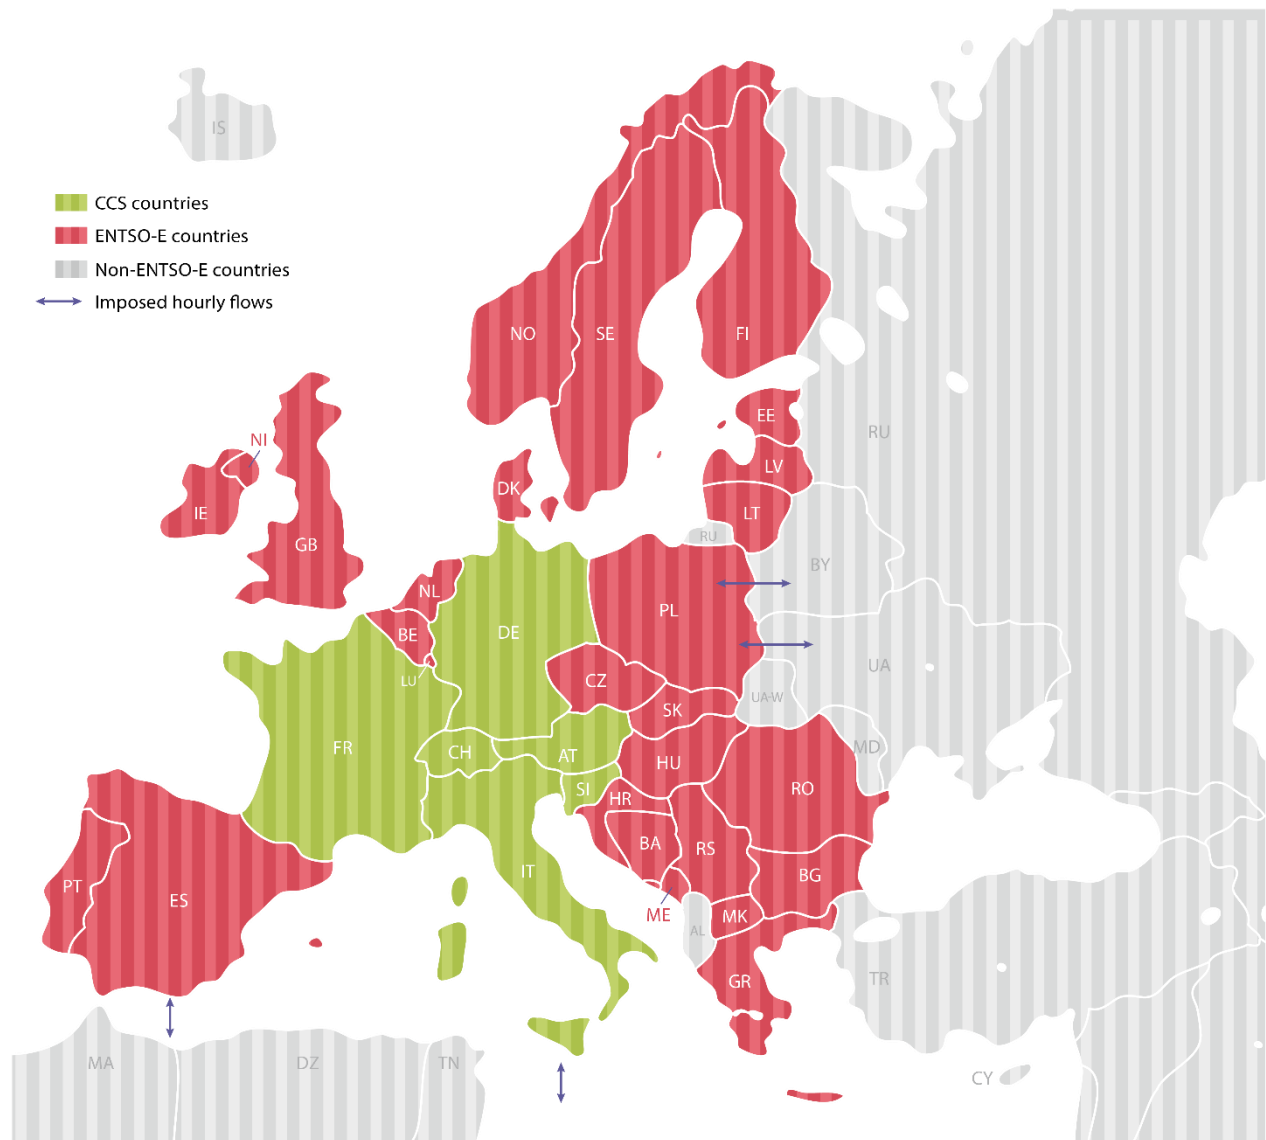 IS
CCS countries
ENTSO-E countries
Non-ENTSO-E countries
Imposed hourly flows
NO
SE
FI
EE
RU
NI
LV
DK
IE
LT
RU
GB
BY
NL
PL
BE
DE
UA
LU
CZ
UA-W
SK
FR
CH
AT
MD
HU
SI
RO
HR
BA
RS
IT
BG
PT
ES
ME
MK
AL
GR
TR
MA
DZ
TN
CY